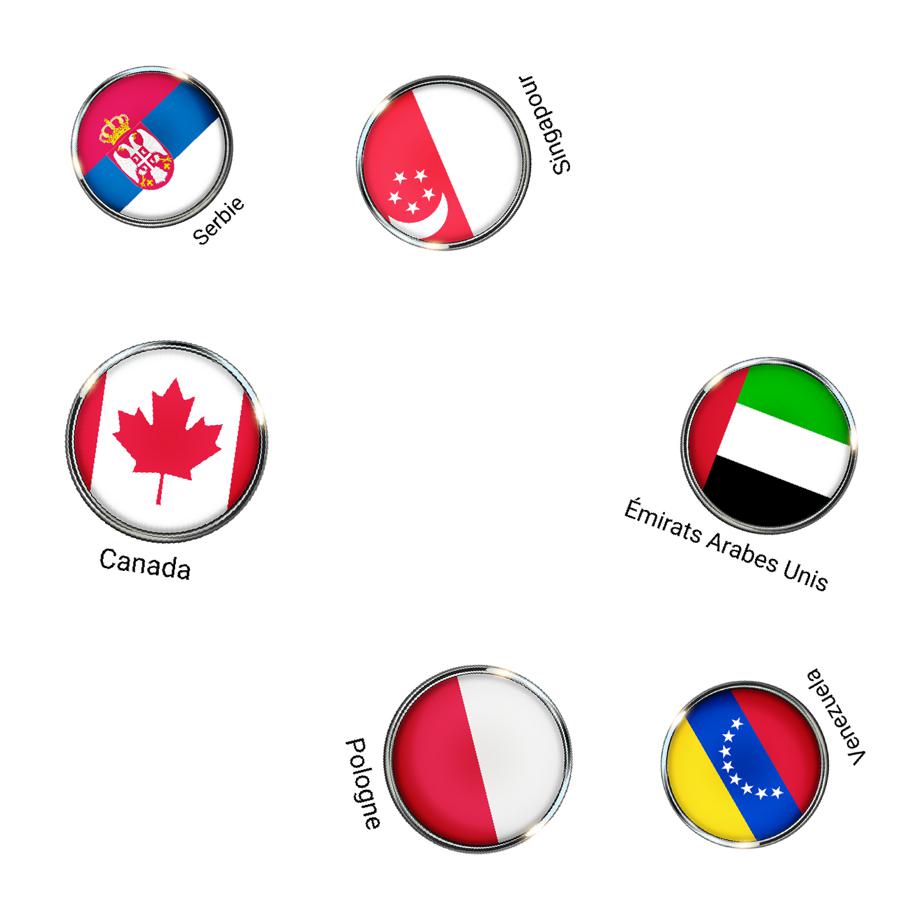 Serbie
Singapour
Canada
Émirats Arabes Unis
Pologne
Venezuela